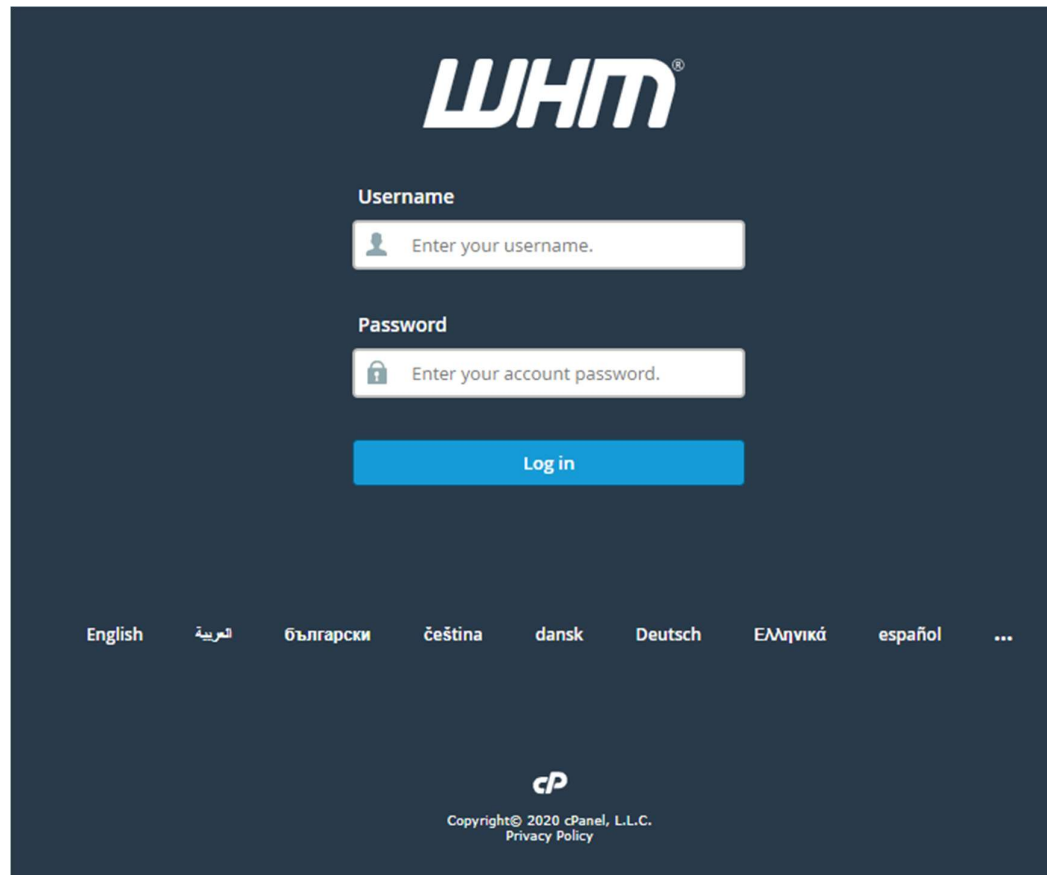 WHM®
Username
Enter your username.
Password
Enter your account password.
Log in
English العربية български čeština dansk Deutsch Ελληνικά español ...
cP
Copyright© 2020 cPanel, L.L.C.
Privacy Policy